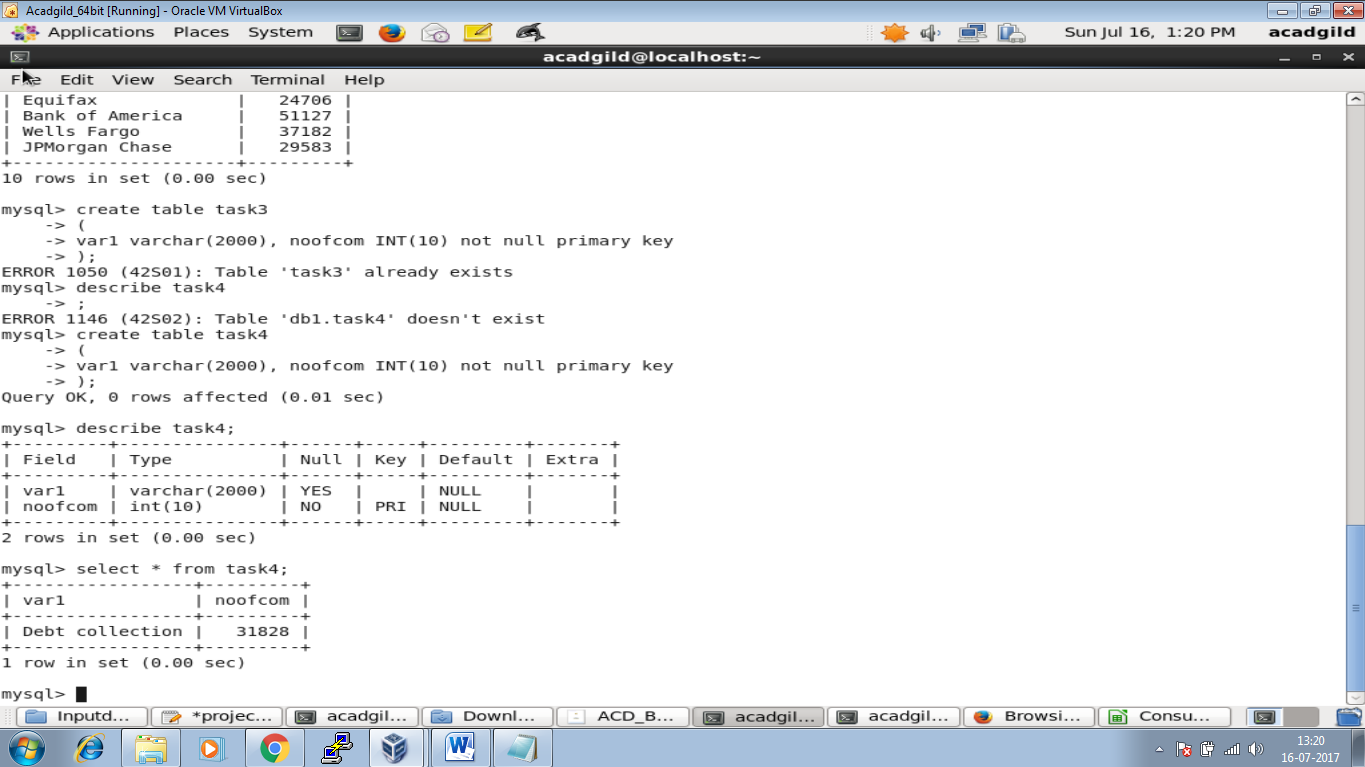 Acadgild_64bit [Running] - Oracle VM VirtualBox
Applications Places System Sun Jul 16, 1:20 PM acadgild
acadgild@localhost:~
File Edit View Search Terminal Help
| Equifax | 24706 |
| Bank of America | 51127 |
| Wells Fargo | 37182 |
| JPMorgan Chase | 29583 |
+---------------------+---------+
10 rows in set (0.00 sec)
mysql> create table task3
-> (
-> var1 varchar(2000), noofcom INT(10) not null primary key
-> );
ERROR 1050 (42S01): Table 'task3' already exists
mysql> describe task4
-> ;
ERROR 1146 (42S02): Table 'db1.task4' doesn't exist
mysql> create table task4
-> (
-> var1 varchar(2000), noofcom INT(10) not null primary key
-> );
Query OK, 0 rows affected (0.01 sec)
mysql> describe task4;
+---------+---------------+------+-----+---------+-------+
| Field | Type | Null | Key | Default | Extra |
+---------+---------------+------+-----+---------+-------+
| var1 | varchar(2000) | YES | | NULL | |
| noofcom | int(10) | NO | PRI | NULL | |
+---------+---------------+------+-----+---------+-------+
2 rows in set (0.00 sec)
mysql> select * from task4;
+-----------------+---------+
| var1 | noofcom |
+-----------------+---------+
| Debt collection | 31828 |
+-----------------+---------+
1 row in set (0.00 sec)
mysql>
Inputd... *projec... acadgil... Downl... ACD_B... acadgil... acadgil... Browsi... Consu...
13:20
16-07-2017